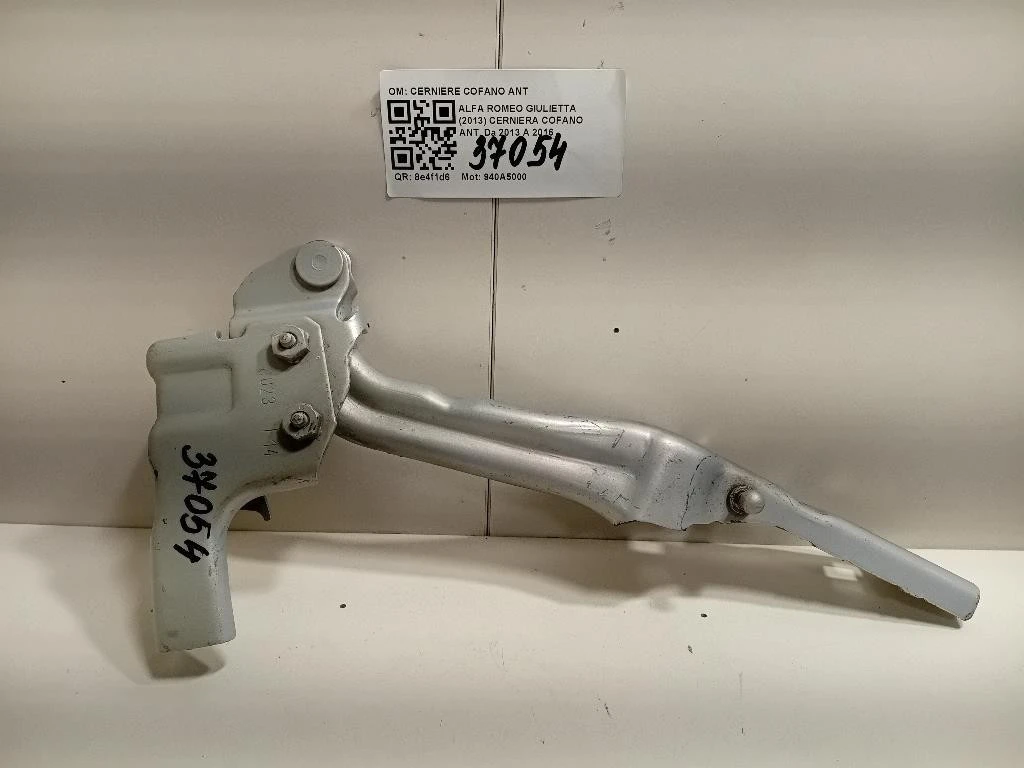 OM: CERNIERE COFANO ANT
ALFA ROMEO GIULIETTA
(2013) CERNIERA COFANO
ANT. Da 2013 A 2016
37054
QR: 8e4f1d6 Mot: 940A5000
37054